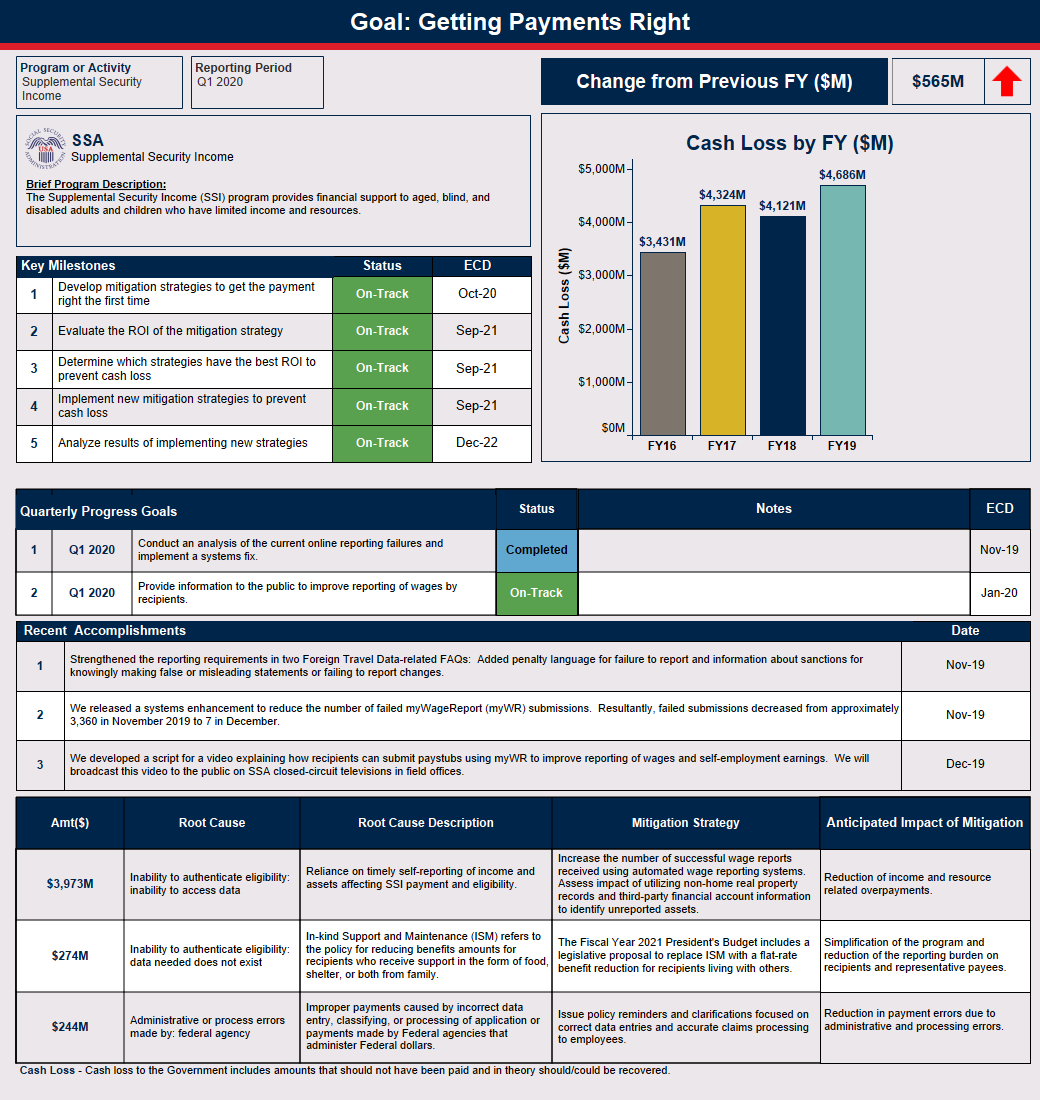 Goal: Getting Payments Right
Program or Activity
Supplemental Security
Income
Reporting Period
Q1 2020
Change from Previous FY ($M)
$565M
SOCIAL SECURITY ADMINISTRATION
USA
SSA
Supplemental Security Income
Brief Program Description:
The Supplemental Security Income (SSI) program provides financial support to aged, blind, and
disabled adults and children who have limited income and resources.
Key Milestones Status ECD
1 Develop mitigation strategies to get the payment
right the first time
On-Track Oct-20
2 Evaluate the ROI of the mitigation strategy On-Track Sep-21
3 Determine which strategies have the best ROI to
prevent cash loss
On-Track Sep-21
4 Implement new mitigation strategies to prevent
cash loss
On-Track Sep-21
5 Analyze results of implementing new strategies On-Track Dec-22
Cash Loss by FY ($M)
Cash Loss ($M)
$5,000M
$4,000M
$3,000M
$2,000M
$1,000M
$0M
$3,431M
$4,324M
$4,121M
$4,686M
FY16 FY17 FY18 FY19
Quarterly Progress Goals Status Notes ECD
1 Q1 2020 Conduct an analysis of the current online reporting failures and
implement a systems fix.
Completed Nov-19
2 Q1 2020 Provide information to the public to improve reporting of wages by
recipients.
On-Track Jan-20
Recent Accomplishments Date
1 Strengthened the reporting requirements in two Foreign Travel Data-related FAQs: Added penalty language for failure to report and information about sanctions for
knowingly making false or misleading statements or failing to report changes.
Nov-19
2 We released a systems enhancement to reduce the number of failed myWageReport (myWR) submissions. Resultantly, failed submissions decreased from approximately
3,360 in November 2019 to 7 in December.
Nov-19
3 We developed a script for a video explaining how recipients can submit paystubs using myWR to improve reporting of wages and self-employment earnings. We will
broadcast this video to the public on SSA closed-circuit televisions in field offices.
Dec-19
Amt($) Root Cause Root Cause Description Mitigation Strategy Anticipated Impact of Mitigation
$3,973M
Inability to authenticate eligibility:
inability to access data
Reliance on timely self-reporting of income and
assets affecting SSI payment and eligibility.
Increase the number of successful wage reports
received using automated wage reporting systems.
Assess impact of utilizing non-home real property
records and third-party financial account information
to identify unreported assets.
Reduction of income and resource
related overpayments.
$274M
Inability to authenticate eligibility:
data needed does not exist
In-kind Support and Maintenance (ISM) refers to
the policy for reducing benefits amounts for
recipients who receive support in the form of food,
shelter, or both from family.
The Fiscal Year 2021 President's Budget includes a
legislative proposal to replace ISM with a flat-rate
benefit reduction for recipients living with others.
Simplification of the program and
reduction of the reporting burden on
recipients and representative payees.
$244M
Administrative or process errors
made by: federal agency
Improper payments caused by incorrect data
entry, classifying, or processing of application or
payments made by Federal agencies that
administer Federal dollars.
Issue policy reminders and clarifications focused on
correct data entries and accurate claims processing
to employees.
Reduction in payment errors due to
administrative and processing errors.
Cash Loss - Cash loss to the Government includes amounts that should not have been paid and in theory should/could be recovered.